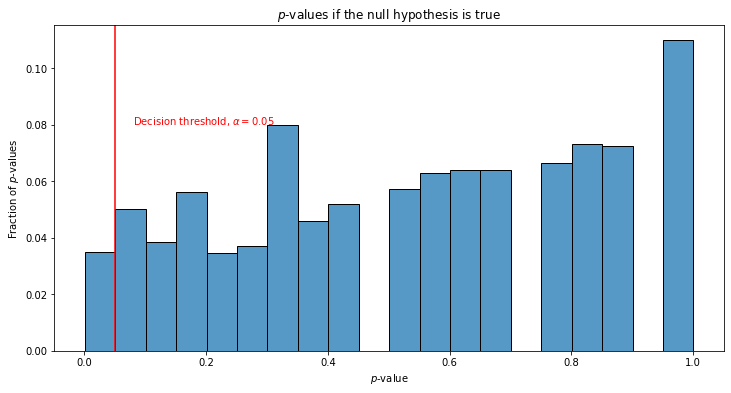 p-values if the null hypothesis is true
0.10
0.08
0.06
0.04
0.02
0.00
Fraction of p-values
Decision threshold, α = 0.05
0.0 0.2 0.4 0.6 0.8 1.0
p-value